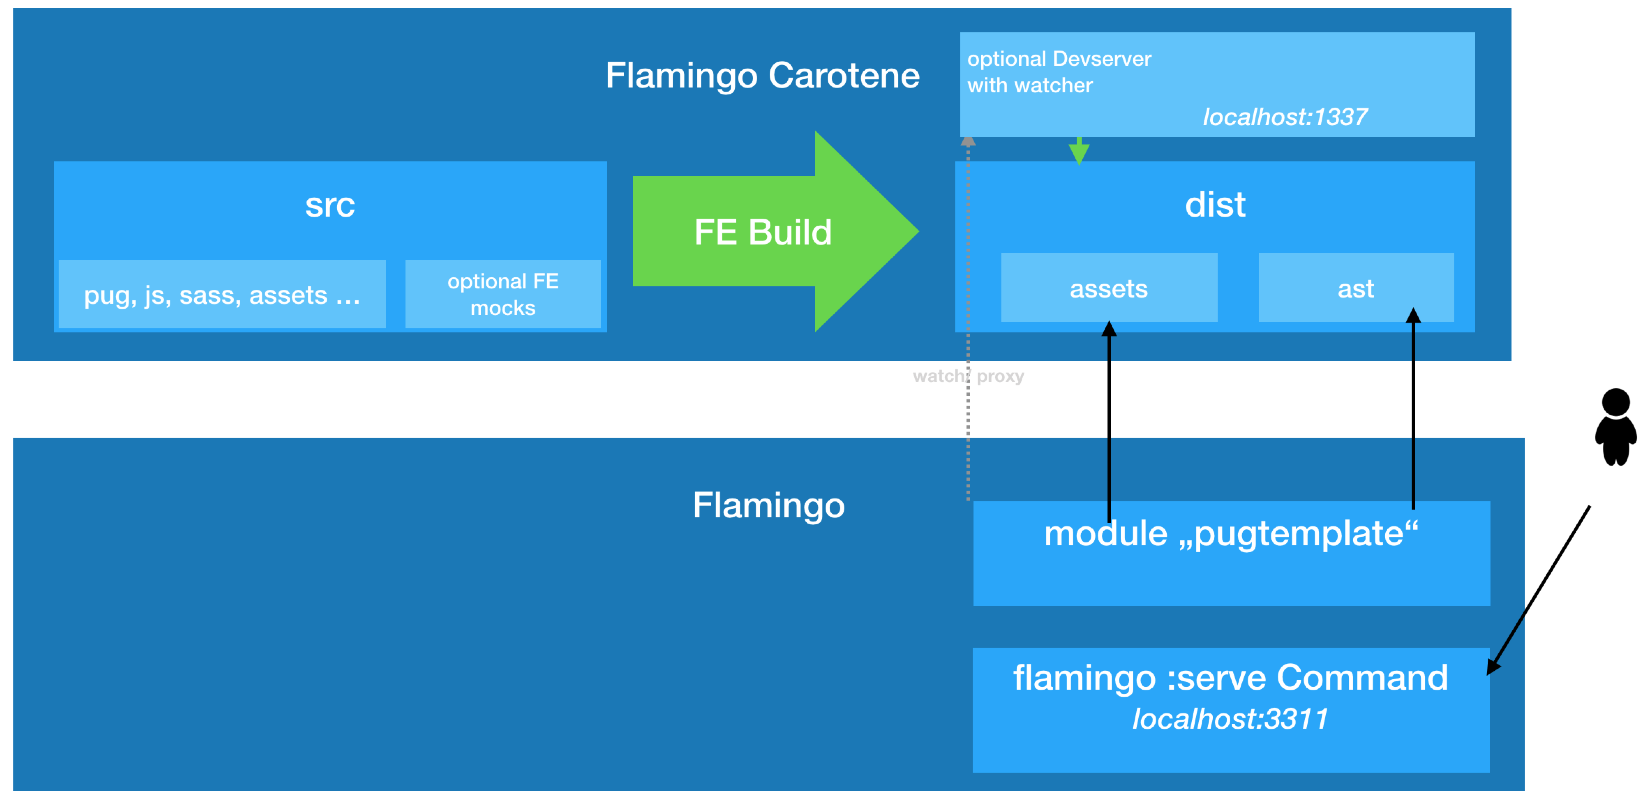 Flamingo Carotene
optional Devserver
with watcher
localhost:1337
src
pug, js, sass, assets ...
optional FE
mocks
FE Build
dist
assets
ast
watch/ proxy
Flamingo
module „pugtemplate“
flamingo :serve Command
localhost:3311